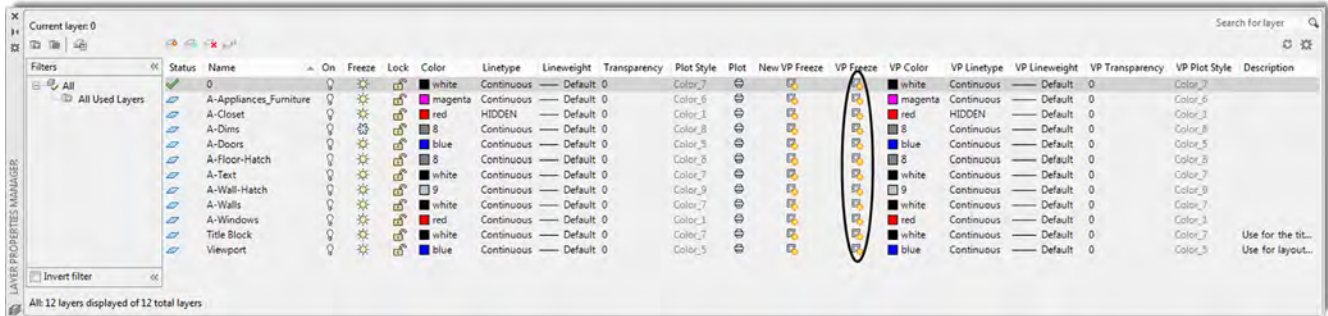 Current layer: 0
Search for layer
Filters
All
All Used Layers
Status Name On Freeze Lock Color Linetype Lineweight Transparency Plot Style Plot New VP Freeze VP Freeze VP Color VP Linetype VP Lineweight VP Transparency VP Plot Style Description
0 white Continuous Default 0 Color_7 white Continuous Default 0 Color_7
A-Appliances_Furniture magenta Continuous Default 0 Color_6 magenta Continuous Default 0 Color_6
A-Closet red HIDDEN Default 0 Color_1 red HIDDEN Default 0 Color_1
A-Dims 8 Continuous Default 0 Color_8 8 Continuous Default 0 Color_8
A-Doors blue Continuous Default 0 Color_5 blue Continuous Default 0 Color_5
A-Floor-Hatch 8 Continuous Default 0 Color_8 8 Continuous Default 0 Color_8
A-Text white Continuous Default 0 Color_7 white Continuous Default 0 Color_7
A-Wall-Hatch 9 Continuous Default 0 Color_9 9 Continuous Default 0 Color_9
A-Walls white Continuous Default 0 Color_7 white Continuous Default 0 Color_7
A-Windows red Continuous Default 0 Color_1 red Continuous Default 0 Color_1
Title Block white Continuous Default 0 Color_7 white Continuous Default 0 Color_7 Use for the tit...
Viewport blue Continuous Default 0 Color_5 blue Continuous Default 0 Color_5 Use for layout...
Invert filter
All: 12 layers displayed of 12 total layers
LAYER PROPERTIES MANAGER